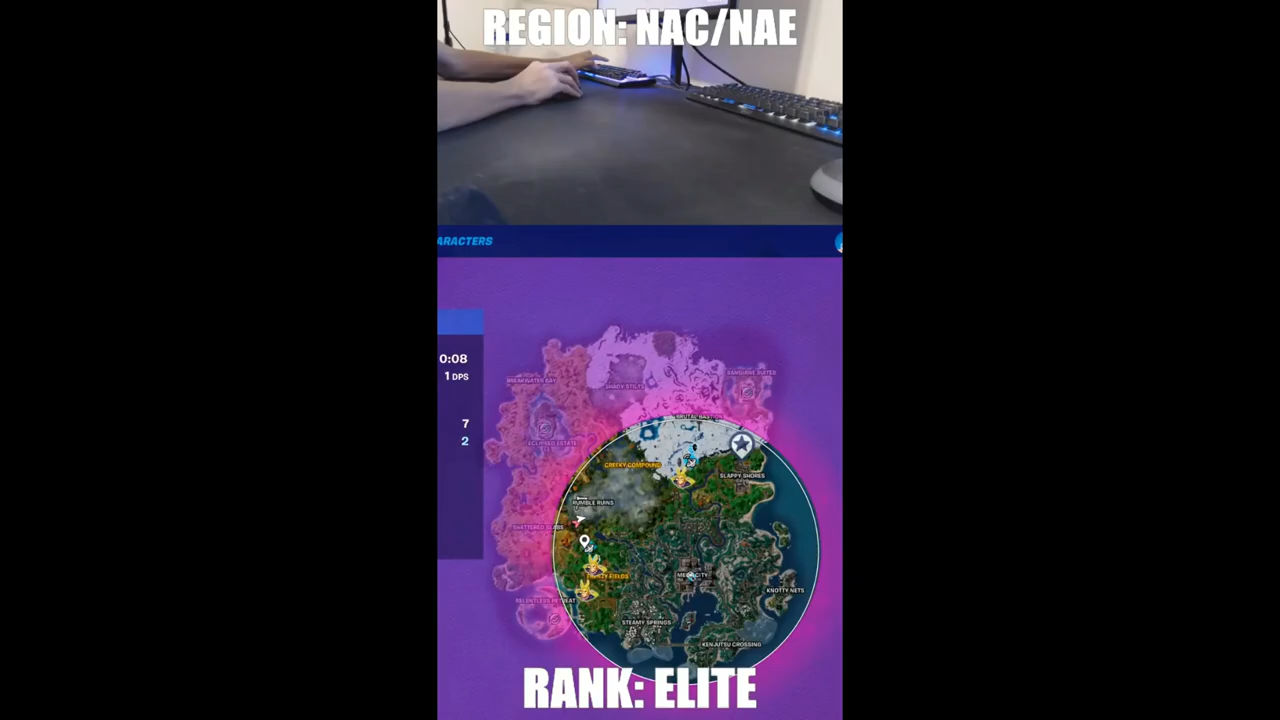 REGION: NAC/NAE
ARACTERS
0:08
1 DPS
7
2
BREAKWATER BAY
SHADY STILTS
SANGUINE SUITES
BRUTAL BASTION
ECLIPSED ESTATE
CREEKY COMPOUND
SLAPPY SHORES
RUMBLE RUINS
SHATTERED SLABS
MEGA CITY
FRENZY FIELDS
KNOTTY NETS
RELENTLESS RETREAT
STEAMY SPRINGS
KENJUTSU CROSSING
RANK: ELITE